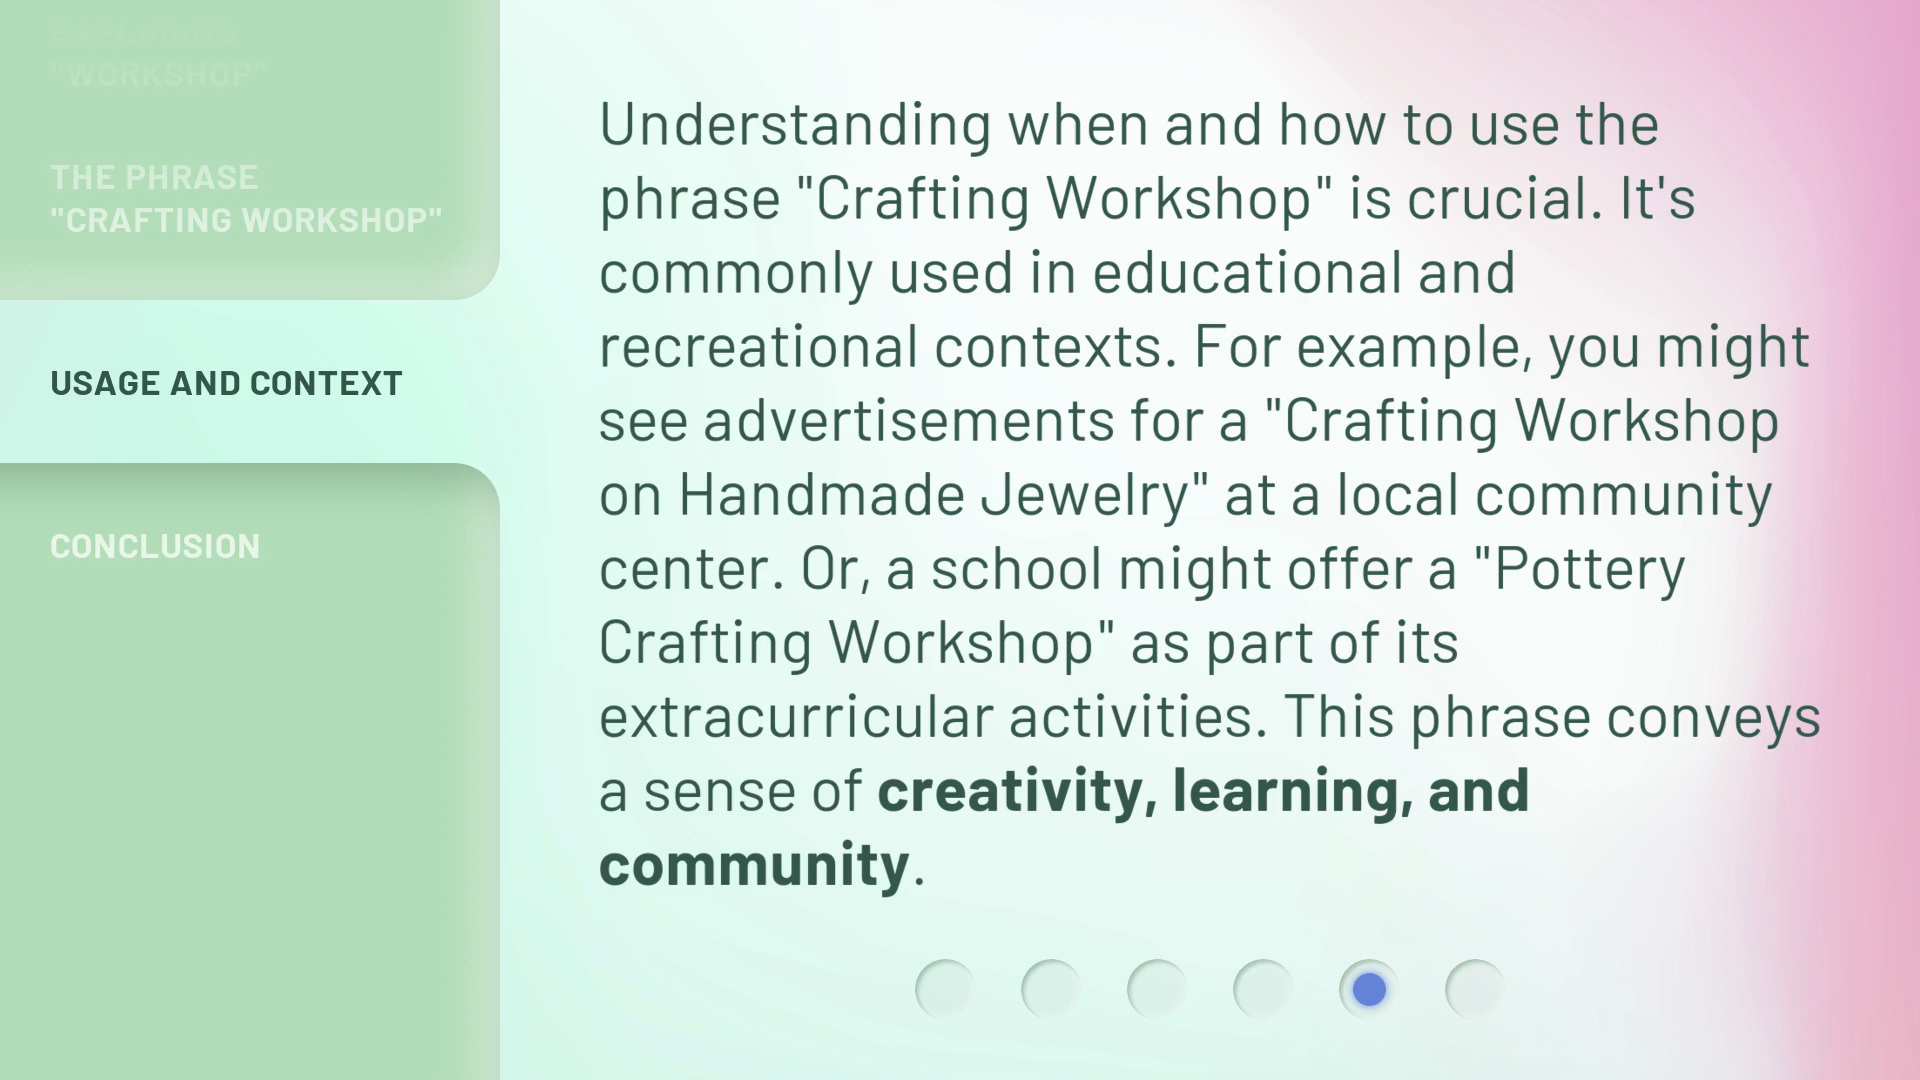 EXPLORING
"WORKSHOP"
THE PHRASE
"CRAFTING WORKSHOP"
USAGE AND CONTEXT
CONCLUSION
Understanding when and how to use the
phrase "Crafting Workshop" is crucial. It's
commonly used in educational and
recreational contexts. For example, you might
see advertisements for a "Crafting Workshop
on Handmade Jewelry" at a local community
center. Or, a school might offer a "Pottery
Crafting Workshop" as part of its
extracurricular activities. This phrase conveys
a sense of creativity, learning, and
community.